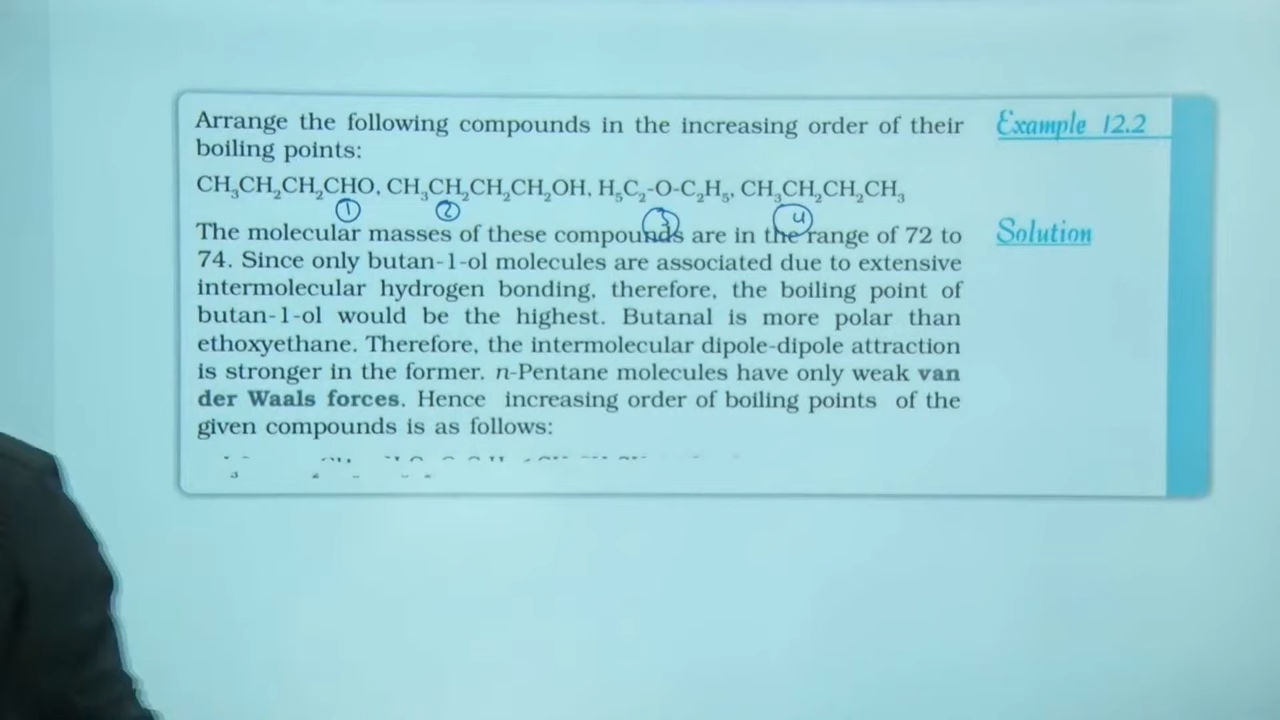 Arrange the following compounds in the increasing order of their
Example 12.2
boiling points:
CH₃CH₂CH₂CHO, CH₃CH₂CH₂CH₂OH, H₅C₂-O-C₂H₅, CH₃CH₂CH₂CH₃
1 2 3 4
The molecular masses of these compounds are in the range of 72 to
Solution
74. Since only butan-1-ol molecules are associated due to extensive
intermolecular hydrogen bonding, therefore, the boiling point of
butan-1-ol would be the highest. Butanal is more polar than
ethoxyethane. Therefore, the intermolecular dipole-dipole attraction
is stronger in the former. n-Pentane molecules have only weak van
der Waals forces. Hence increasing order of boiling points of the
given compounds is as follows: